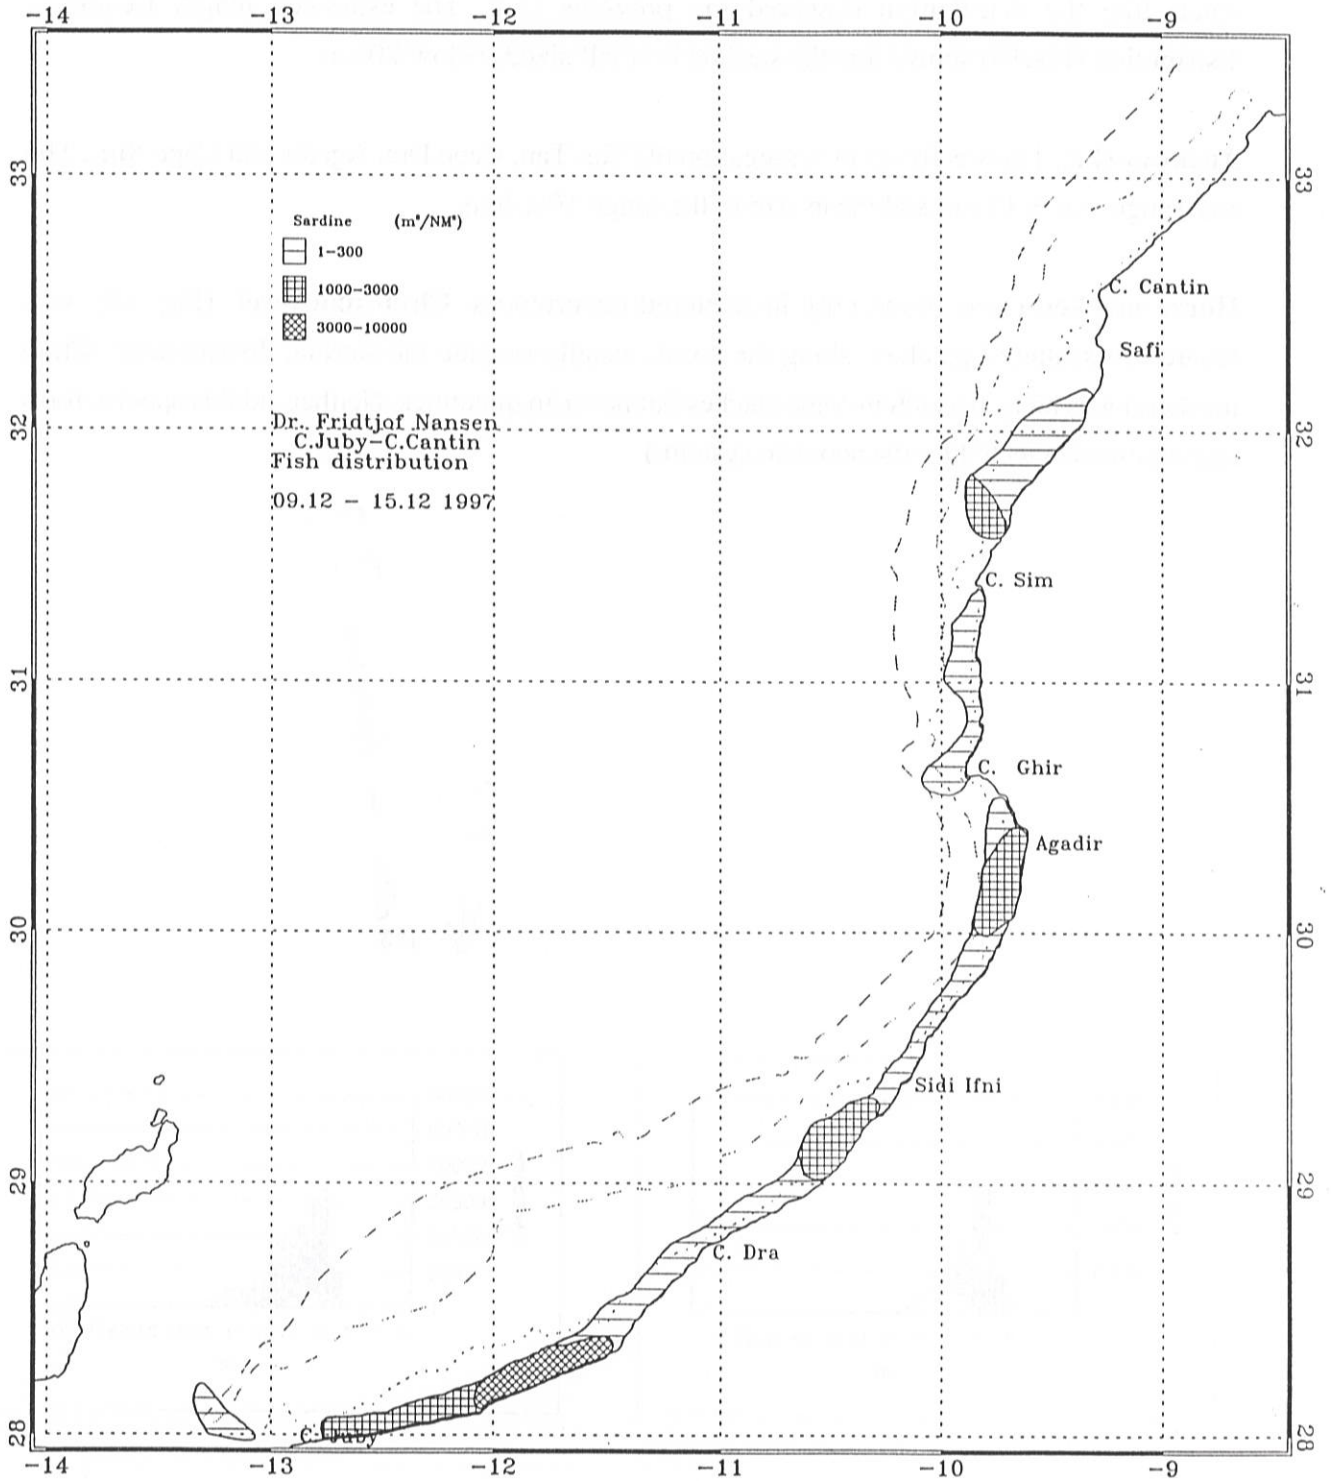 -14 -13 -12 -11 -10 -9
33 33
Sardine (m²/NM²)
1-300
1000-3000
3000-10000
C. Cantin
Safi
32 32
Dr. Fridtjof Nansen
C.Juby-C.Cantin
Fish distribution
09.12 - 15.12 1997
C. Sim
31 31
C. Ghir
Agadir
30 30
Sidi Ifni
29 29
C. Dra
28 28
C. Juby
-14 -13 -12 -11 -10 -9